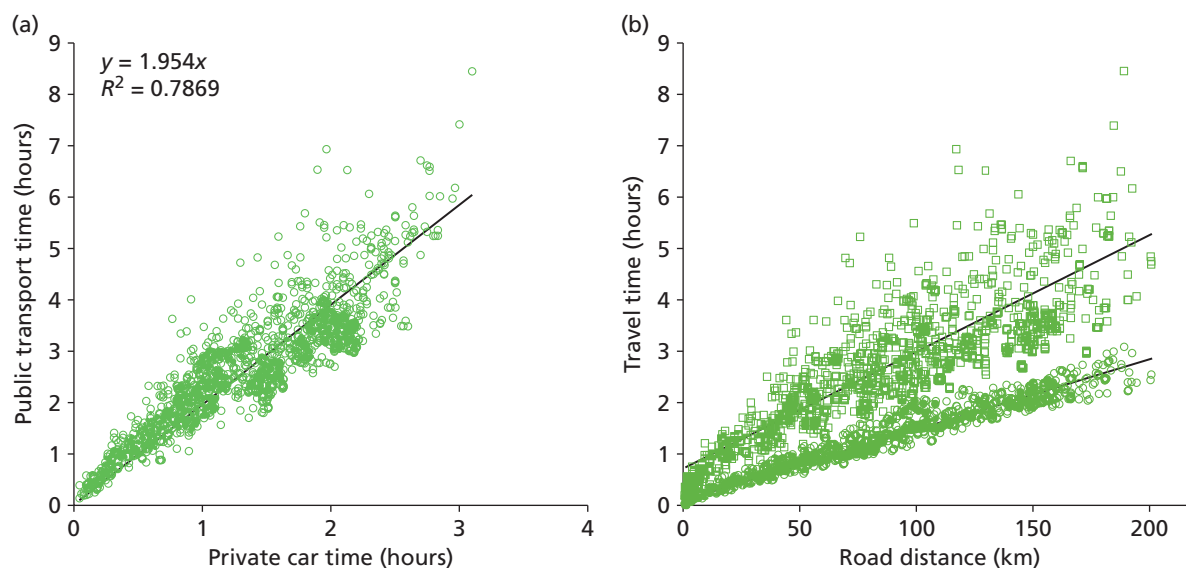 (a)
y = 1.954x
R² = 0.7869
Public transport time (hours)
9
8
7
6
5
4
3
2
1
0
0 1 2 3 4
Private car time (hours)
(b)
Travel time (hours)
9
8
7
6
5
4
3
2
1
0
0 50 100 150 200
Road distance (km)